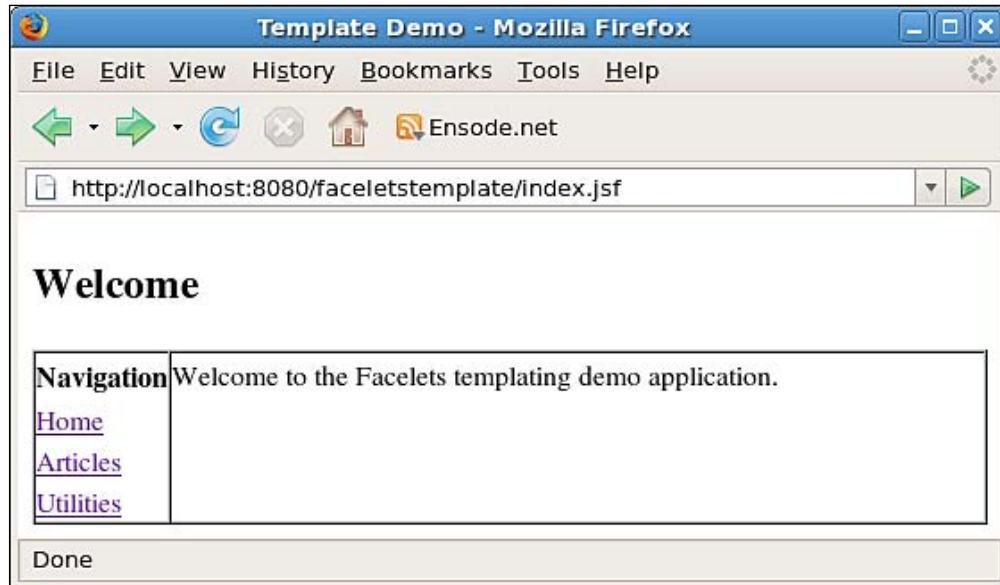 Template Demo - Mozilla Firefox
File Edit View History Bookmarks Tools Help
Ensode.net
http://localhost:8080/faceletstemplate/index.jsf
Welcome
Navigation Welcome to the Facelets templating demo application.
Home
Articles
Utilities
Done